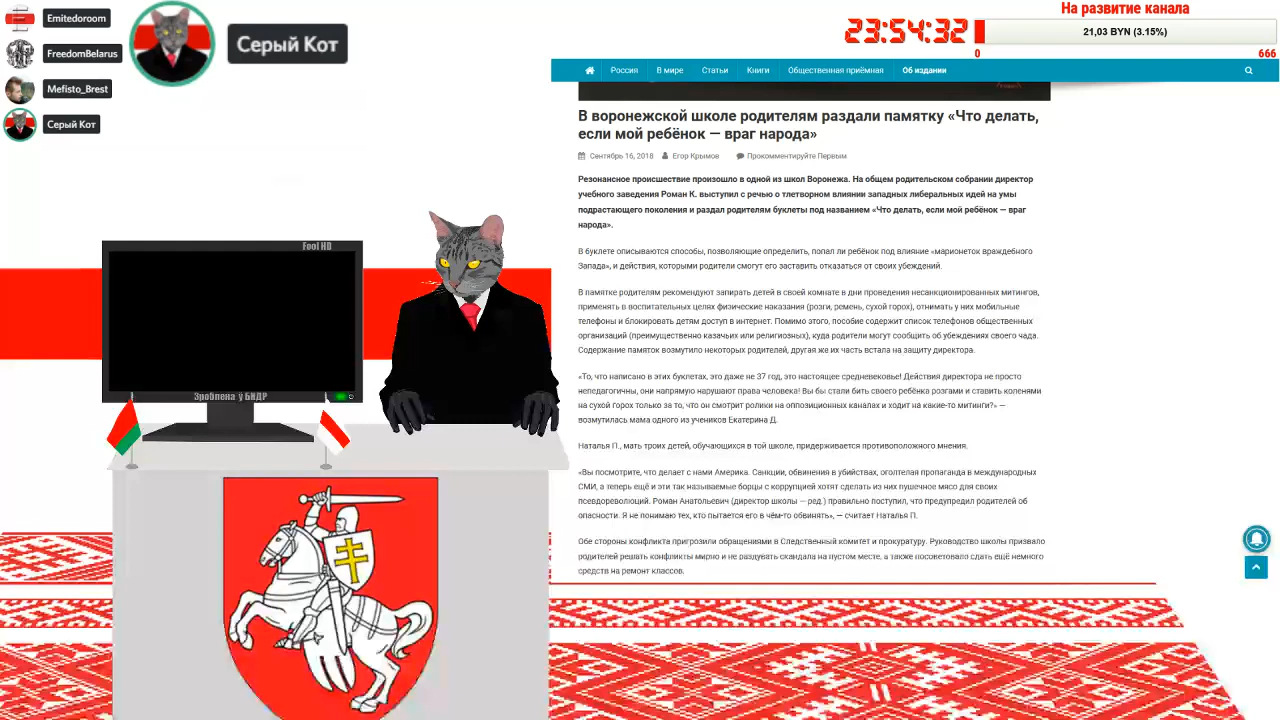 Emitedoroom
FreedomBelarus
Mefisto_Brest
Серый Кот
Серый Кот
23:54:32
На развитие канала
21,03 BYN (3.15%)
0
666
Россия
В мире
Статьи
Книги
Общественная приёмная
Об издании
В воронежской школе родителям раздали памятку «Что делать,
если мой ребёнок — враг народа»
Сентябрь 16, 2018
Егор Крымов
Прокомментируйте Первым
Резонансное происшествие произошло в одной из школ Воронежа. На общем родительском собрании директор
учебного заведения Роман К. выступил с речью о тлетворном влиянии западных либеральных идей на умы
подрастающего поколения и раздал родителям буклеты под названием «Что делать, если мой ребёнок — враг
народа».
В буклете описываются способы, позволяющие определить, попал ли ребёнок под влияние «марионеток враждебного
Запада», и действия, которыми родители смогут его заставить отказаться от своих убеждений.
В памятке родителям рекомендуют запирать детей в своей комнате в дни проведения несанкционированных митингов,
применять в воспитательных целях физические наказания (розги, ремень, сухой горох), отнимать у них мобильные
телефоны и блокировать детям доступ в интернет. Помимо этого, пособие содержит список телефонов общественных
организаций (преимущественно казачьих или религиозных), куда родители могут сообщить об убеждениях своего чада.
Содержание памяток возмутило некоторых родителей, другая же их часть встала на защиту директора.
«То, что написано в этих буклетах, это даже не 37 год, это настоящее средневековье! Действия директора не просто
непедагогичны, они напрямую нарушают права человека! Вы бы стали бить своего ребёнка розгами и ставить коленями
на сухой горох только за то, что он смотрит ролики на оппозиционных каналах и ходит на какие-то митинги?» —
возмутилась мама одного из учеников Екатерина Д.
Наталья П., мать троих детей, обучающихся в той школе, придерживается противоположного мнения.
«Вы посмотрите, что делает с нами Америка. Санкции, обвинения в убийствах, оголтелая пропаганда в международных
СМИ, а теперь ещё и эти так называемые борцы с коррупцией хотят сделать из них пушечное мясо для своих
псевдореволюций. Роман Анатольевич (директор школы — ред.) правильно поступил, что предупредил родителей об
опасности. Я не понимаю тех, кто пытается его в чём-то обвинять», — считает Наталья П.
Обе стороны конфликта пригрозили обращениями в Следственный комитет и прокуратуру. Руководство школы призвало
родителей решать конфликты мирно и не раздувать скандала на пустом месте, а также посоветовало сдать ещё немного
средств на ремонт классов.
Fool HD
Зроблена ў БНДР